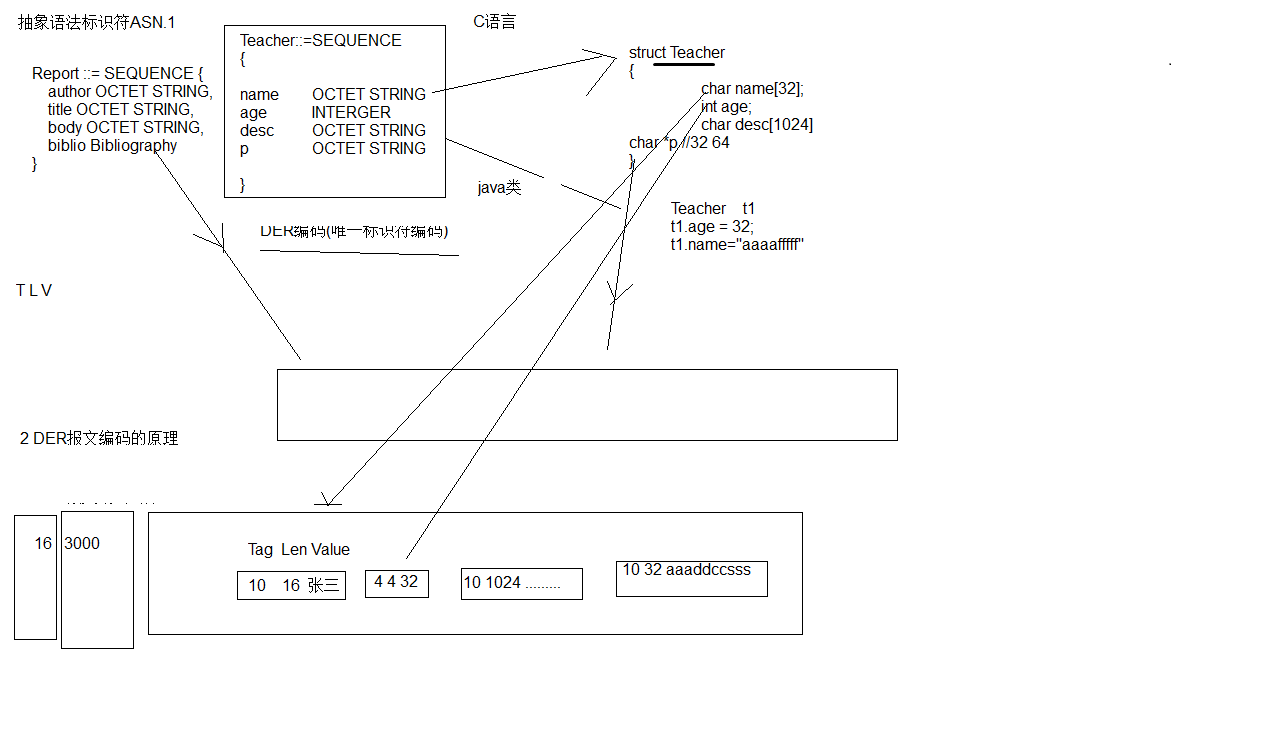 抽象语法标识符ASN.1
Report ::= SEQUENCE {
author OCTET STRING,
title OCTET STRING,
body OCTET STRING,
biblio Bibliography
}
Teacher::=SEQUENCE
{
name OCTET STRING
age INTERGER
desc OCTET STRING
p OCTET STRING
}
C语言
struct Teacher
{
char name[32];
int age;
char desc[1024]
char *p //32 64
}
java类
Teacher t1
t1.age = 32;
t1.name="aaaafffff"
DER编码(唯一标识符编码)
T L V
2 DER报文编码的原理
16 3000
Tag Len Value
10 16 张三
4 4 32
10 1024 .........
10 32 aaaddccsss